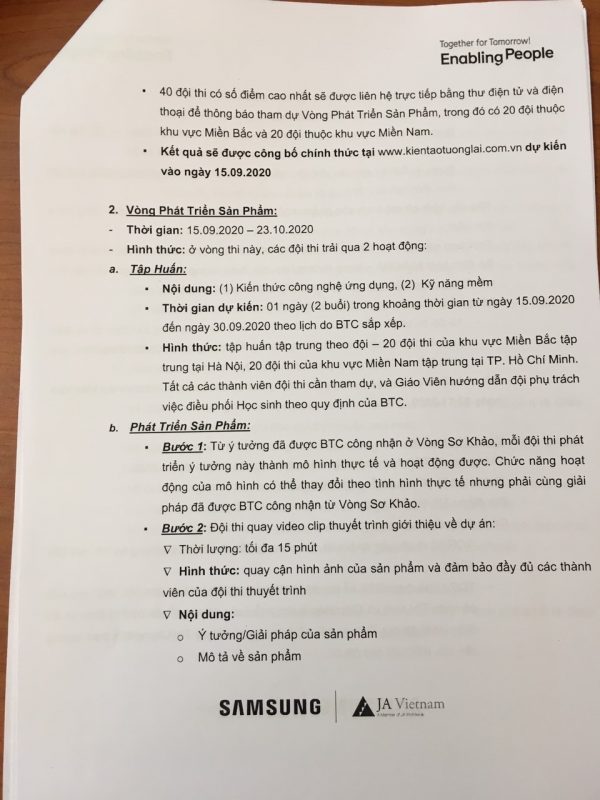 Together for Tomorrow!
Enabling People
▪ 40 đội thi có số điểm cao nhất sẽ được liên hệ trực tiếp bằng thư điện tử và điện
thoại để thông báo tham dự Vòng Phát Triển Sản Phẩm, trong đó có 20 đội thuộc
khu vực Miền Bắc và 20 đội thuộc khu vực Miền Nam.
▪ Kết quả sẽ được công bố chính thức tại www.kientaotuonglai.com.vn dự kiến
vào ngày 15.09.2020
2. Vòng Phát Triển Sản Phẩm:
- Thời gian: 15.09.2020 – 23.10.2020
- Hình thức: ở vòng thi này, các đội thi trải qua 2 hoạt động:
a. Tập Huấn:
▪ Nội dung: (1) Kiến thức công nghệ ứng dụng, (2) Kỹ năng mềm
▪ Thời gian dự kiến: 01 ngày (2 buổi) trong khoảng thời gian từ ngày 15.09.2020
đến ngày 30.09.2020 theo lịch do BTC sắp xếp.
▪ Hình thức: tập huấn tập trung theo đội – 20 đội thi của khu vực Miền Bắc tập
trung tại Hà Nội, 20 đội thi của khu vực Miền Nam tập trung tại TP. Hồ Chí Minh.
Tất cả các thành viên đội thi cần tham dự, và Giáo Viên hướng dẫn đội phụ trách
việc điều phối Học sinh theo quy định của BTC.
b. Phát Triển Sản Phẩm:
▪ Bước 1: Từ ý tưởng đã được BTC công nhận ở Vòng Sơ Khảo, mỗi đội thi phát
triển ý tưởng này thành mô hình thực tế và hoạt động được. Chức năng hoạt
động của mô hình có thể thay đổi theo tình hình thực tế nhưng phải cùng giải
pháp đã được BTC công nhận từ Vòng Sơ Khảo.
▪ Bước 2: Đội thi quay video clip thuyết trình giới thiệu về dự án:
∇ Thời lượng: tối đa 15 phút
∇ Hình thức: quay cận hình ảnh của sản phẩm và đảm bảo đầy đủ các thành
viên của đội thi thuyết trình
∇ Nội dung:
o Ý tưởng/Giải pháp của sản phẩm
o Mô tả về sản phẩm
SAMSUNG
JA Vietnam
A Member of JA Worldwide